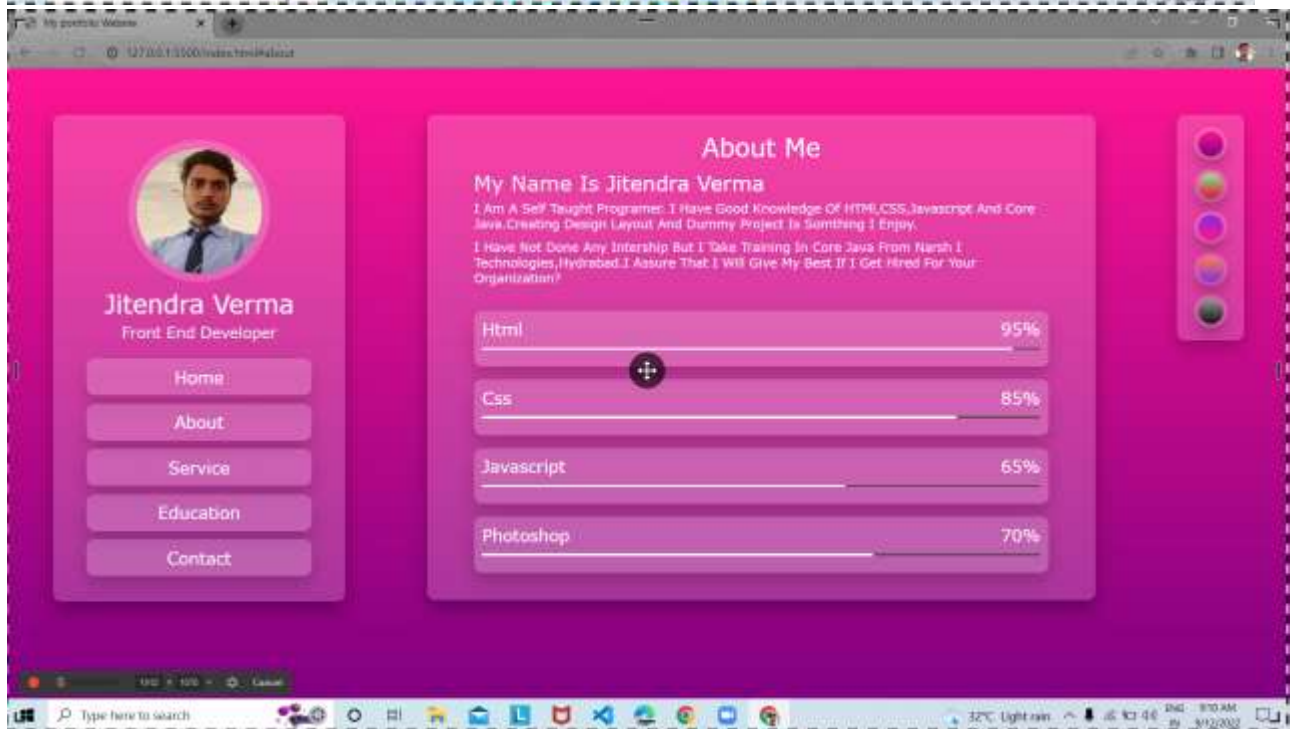 My portfolio Website
127.0.0.1:5500/index.html#about
Jitendra Verma
Front End Developer
Home
About
Service
Education
Contact
About Me
My Name Is Jitendra Verma
I Am A Self Taught Programer. I Have Good Knowledge Of HTMl,CSS,Javascript And Core
Java.Creating Design Layout And Dummy Project Is Somthing I Enjoy.
I Have Not Done Any Intership But I Take Training In Core Java From Narsh I
Technologies,Hydrabad.I Assure That I Will Give My Best If I Get Hired For Your
Organization?
Html 95%
Css 85%
Javascript 65%
Photoshop 70%
Cancel
Type here to search
32°C Light rain
ENG 9:10 AM
9/12/2022